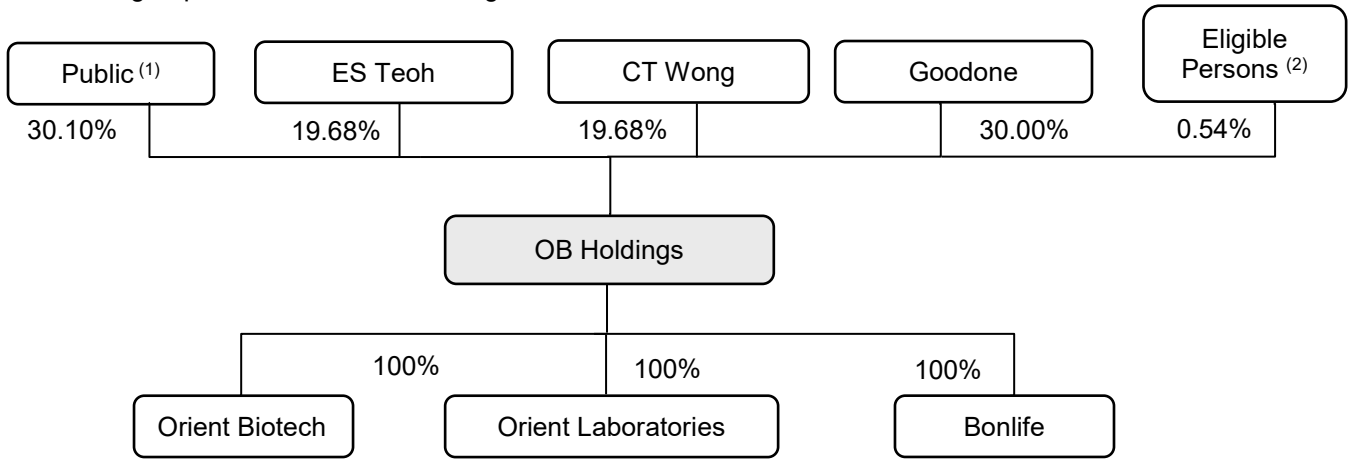 Public (1)
ES Teoh
CT Wong
Goodone
Eligible
Persons (2)
30.10%
19.68%
19.68%
30.00%
0.54%
OB Holdings
100%
100%
100%
Orient Biotech
Orient Laboratories
Bonlife